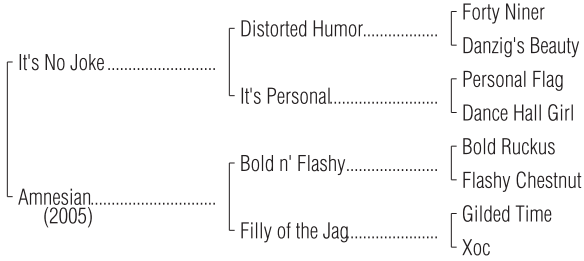 Forty Niner
Distorted Humor
Danzig's Beauty
It's No Joke
Personal Flag
It's Personal
Dance Hall Girl
Bold Ruckus
Bold n' Flashy
Flashy Chestnut
Amnesian
(2005)
Gilded Time
Filly of the Jag
Xoc